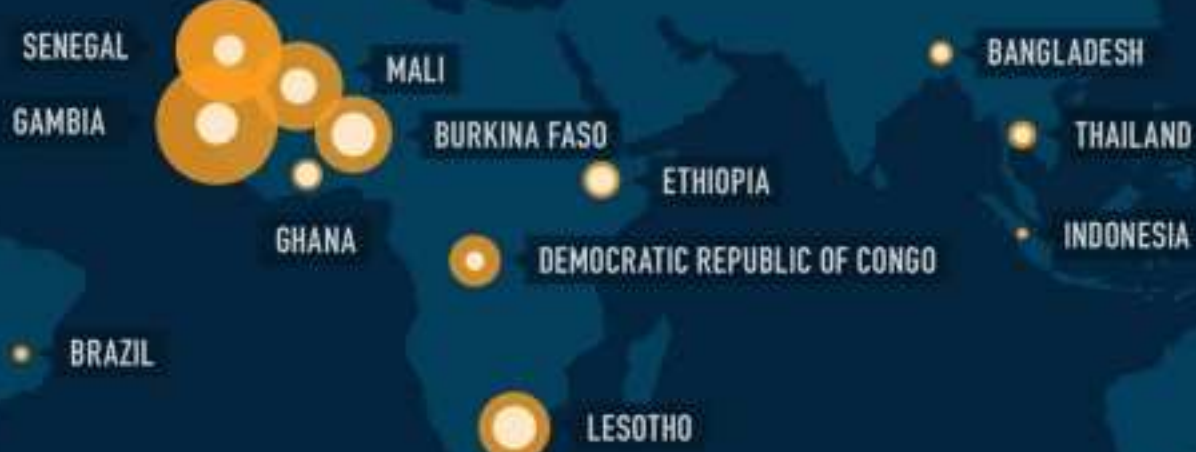 SENEGAL
MALI
BANGLADESH
GAMBIA
BURKINA FASO
THAILAND
ETHIOPIA
GHANA
DEMOCRATIC REPUBLIC OF CONGO
INDONESIA
BRAZIL
LESOTHO